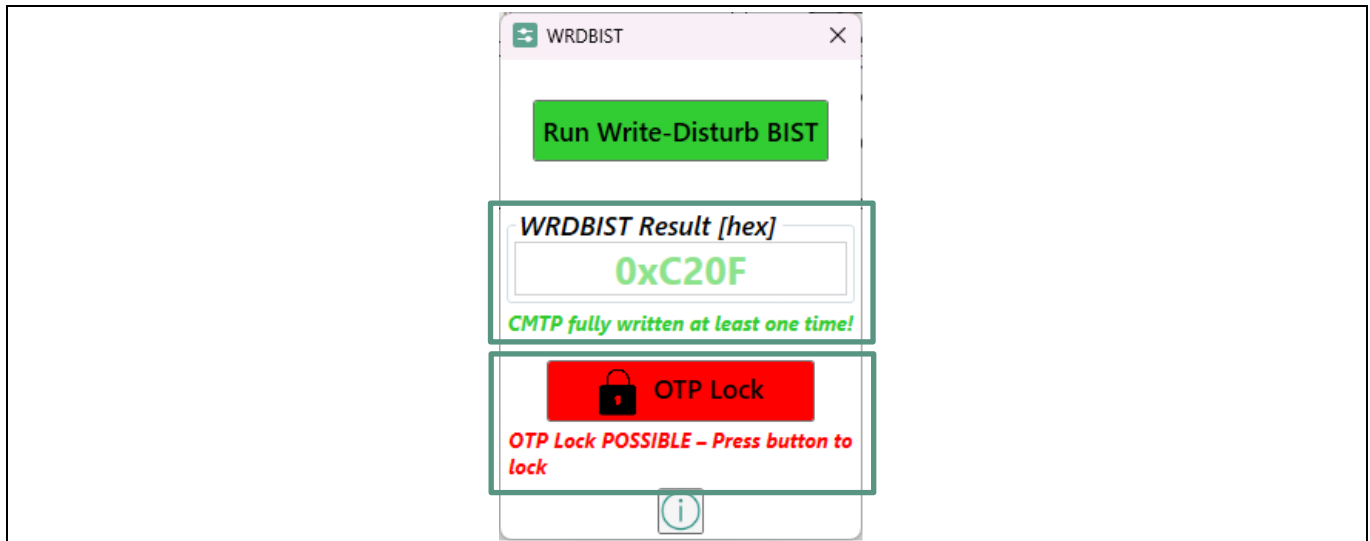 WRDBIST
Run Write-Disturb BIST
WRDBIST Result [hex]
0xC20F
CMTP fully written at least one time!
OTP Lock
OTP Lock POSSIBLE – Press button to
lock